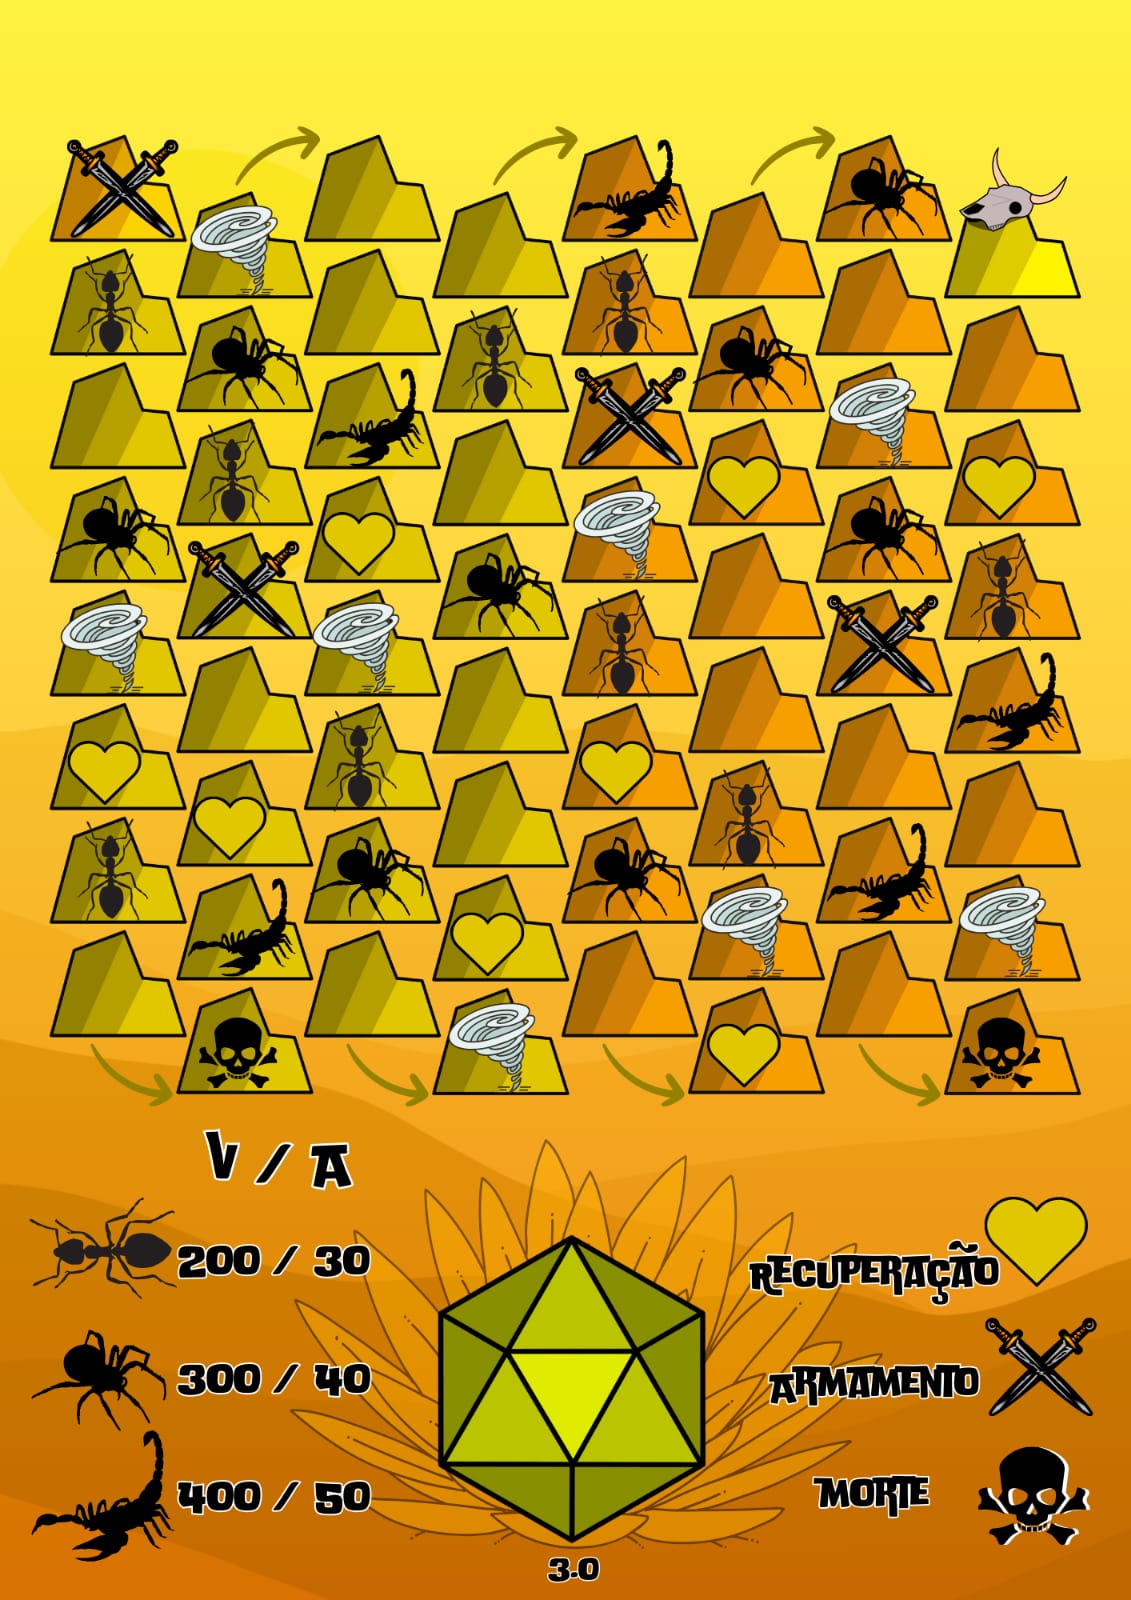 V / A
200 / 30
300 / 40
400 / 50
RECUPERAÇÃO
ARMAMENTO
MORTE
3.0